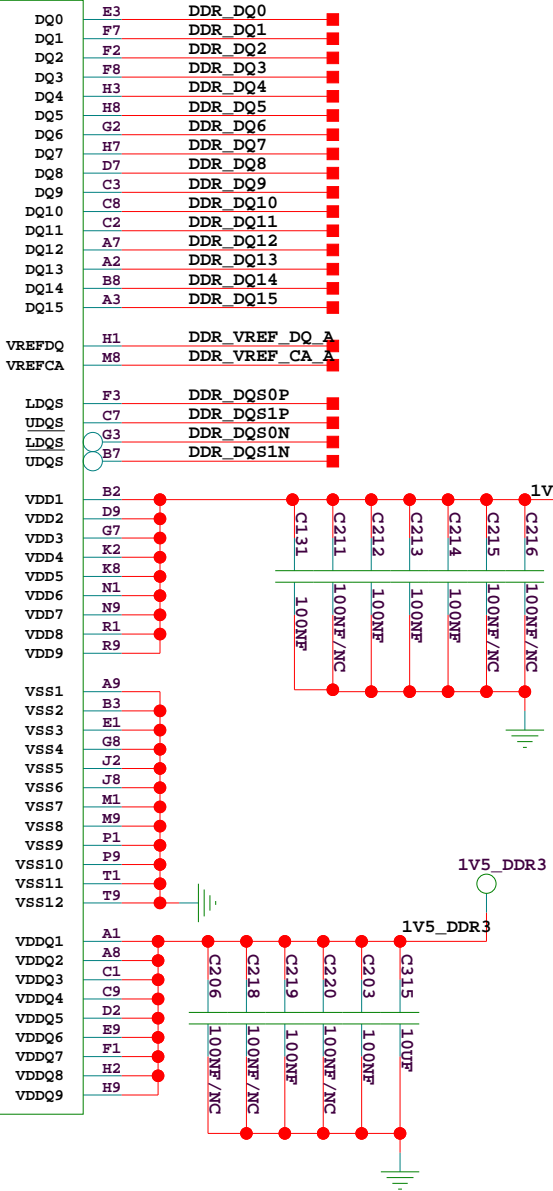 DQ0 E3 DDR_DQ0
DQ1 F7 DDR_DQ1
DQ2 F2 DDR_DQ2
DQ3 F8 DDR_DQ3
DQ4 H3 DDR_DQ4
DQ5 H8 DDR_DQ5
DQ6 G2 DDR_DQ6
DQ7 H7 DDR_DQ7
DQ8 D7 DDR_DQ8
DQ9 C3 DDR_DQ9
DQ10 C8 DDR_DQ10
DQ11 C2 DDR_DQ11
DQ12 A7 DDR_DQ12
DQ13 A2 DDR_DQ13
DQ14 B8 DDR_DQ14
DQ15 A3 DDR_DQ15
VREFDQ H1 DDR_VREF_DQ_A
VREFCA M8 DDR_VREF_CA_A
LDQS F3 DDR_DQS0P
UDQS C7 DDR_DQS1P
LDQS G3 DDR_DQS0N
UDQS B7 DDR_DQS1N
VDD1 B2 1V
VDD2 D9
VDD3 G7
VDD4 K2
VDD5 K8
VDD6 N1
VDD7 N9
VDD8 R1
VDD9 R9
C131 C211 C212 C213 C214 C215 C216
100NF 100NF/NC 100NF 100NF 100NF 100NF/NC 100NF/NC
VSS1 A9
VSS2 B3
VSS3 E1
VSS4 G8
VSS5 J2
VSS6 J8
VSS7 M1
VSS8 M9
VSS9 P1
VSS10 P9
VSS11 T1
VSS12 T9
1V5_DDR3
1V5_DDR3
VDDQ1 A1
VDDQ2 A8
VDDQ3 C1
VDDQ4 C9
VDDQ5 D2
VDDQ6 E9
VDDQ7 F1
VDDQ8 H2
VDDQ9 H9
C206 C218 C219 C220 C203 C315
100NF/NC 100NF/NC 100NF 100NF/NC 100NF 10UF